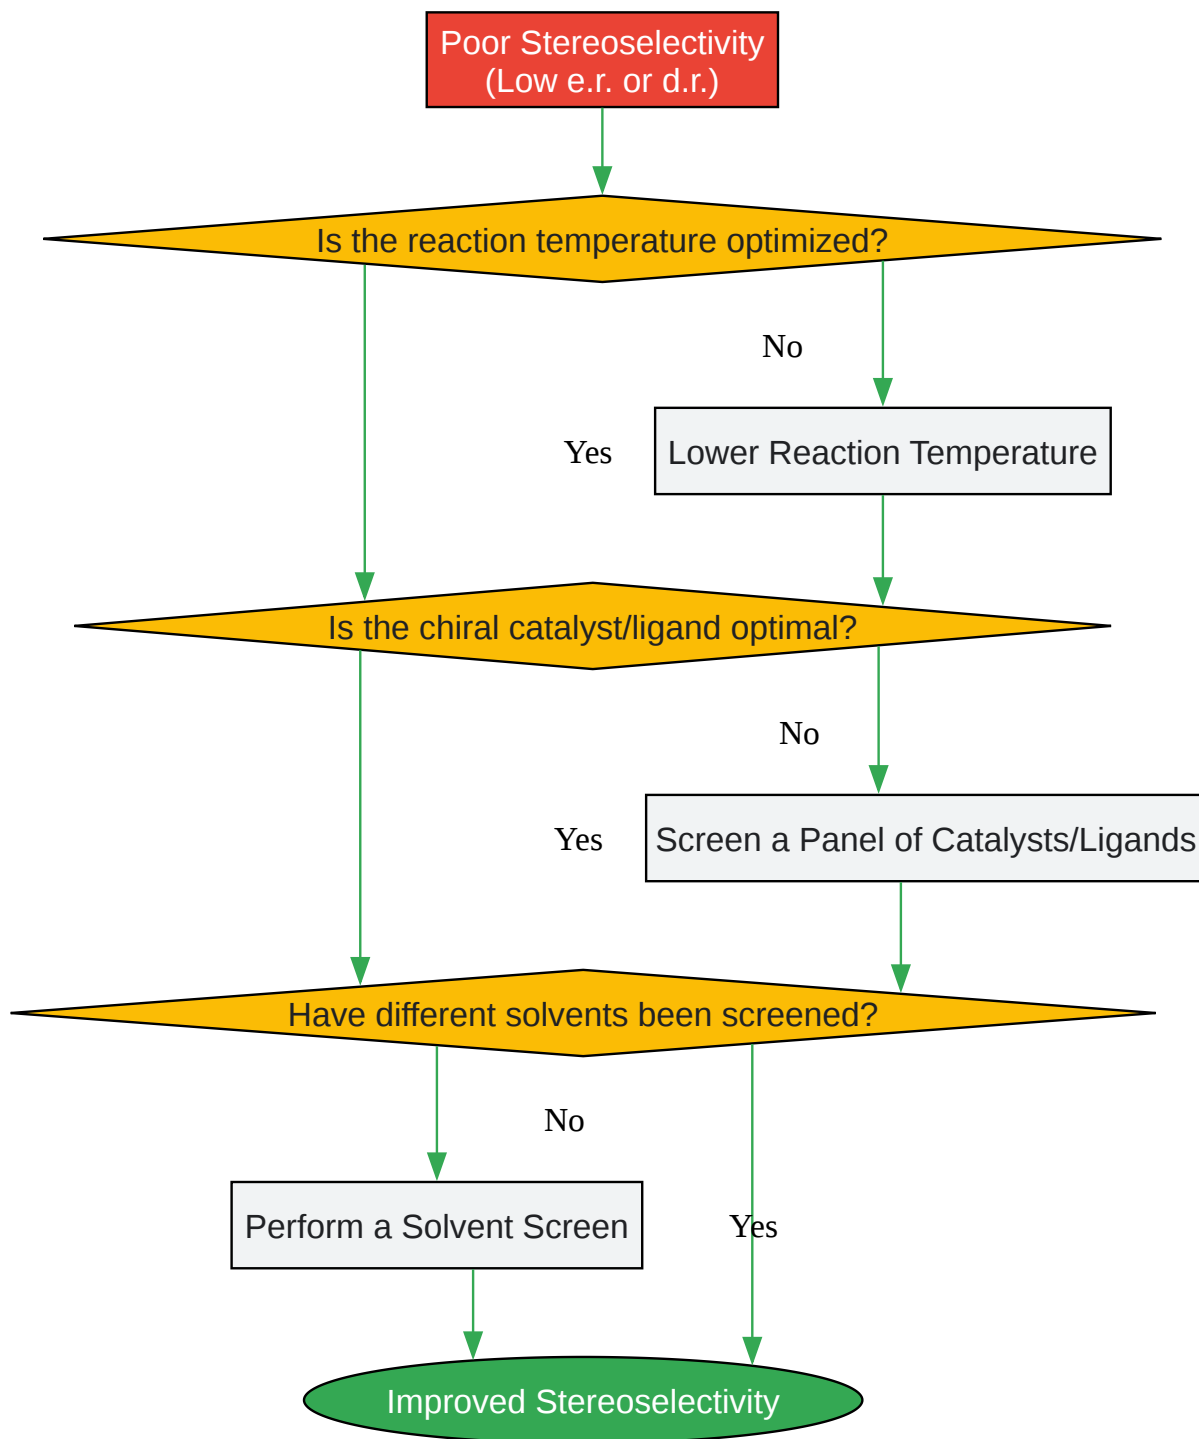 Poor Stereoselectivity
(Low e.r. or d.r.)
Is the reaction temperature optimized?
No
Yes
Lower Reaction Temperature
Is the chiral catalyst/ligand optimal?
No
Yes
Screen a Panel of Catalysts/Ligands
Have different solvents been screened?
No
Perform a Solvent Screen
Yes
Improved Stereoselectivity